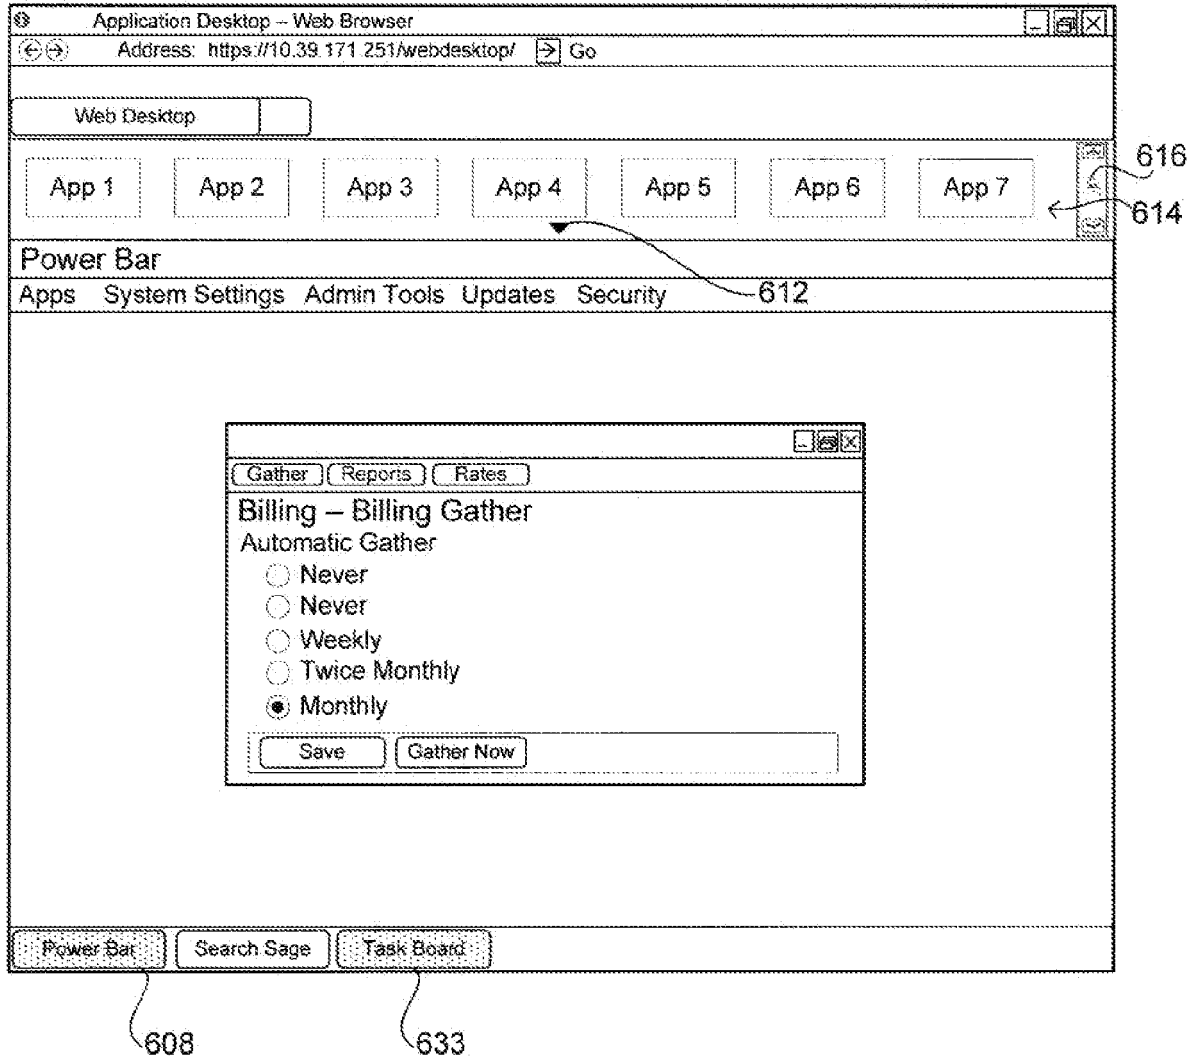 Application Desktop – Web Browser
Address: https://10.39.171.251/webdesktop/ Go
Web Desktop
App 1 App 2 App 3 App 4 App 5 App 6 App 7
616
614
Power Bar
612
Apps System Settings Admin Tools Updates Security
Gather Reports Rates
Billing – Billing Gather
Automatic Gather
Never
Never
Weekly
Twice Monthly
Monthly
Save Gather Now
Power Bar Search Sage Task Board
608 633